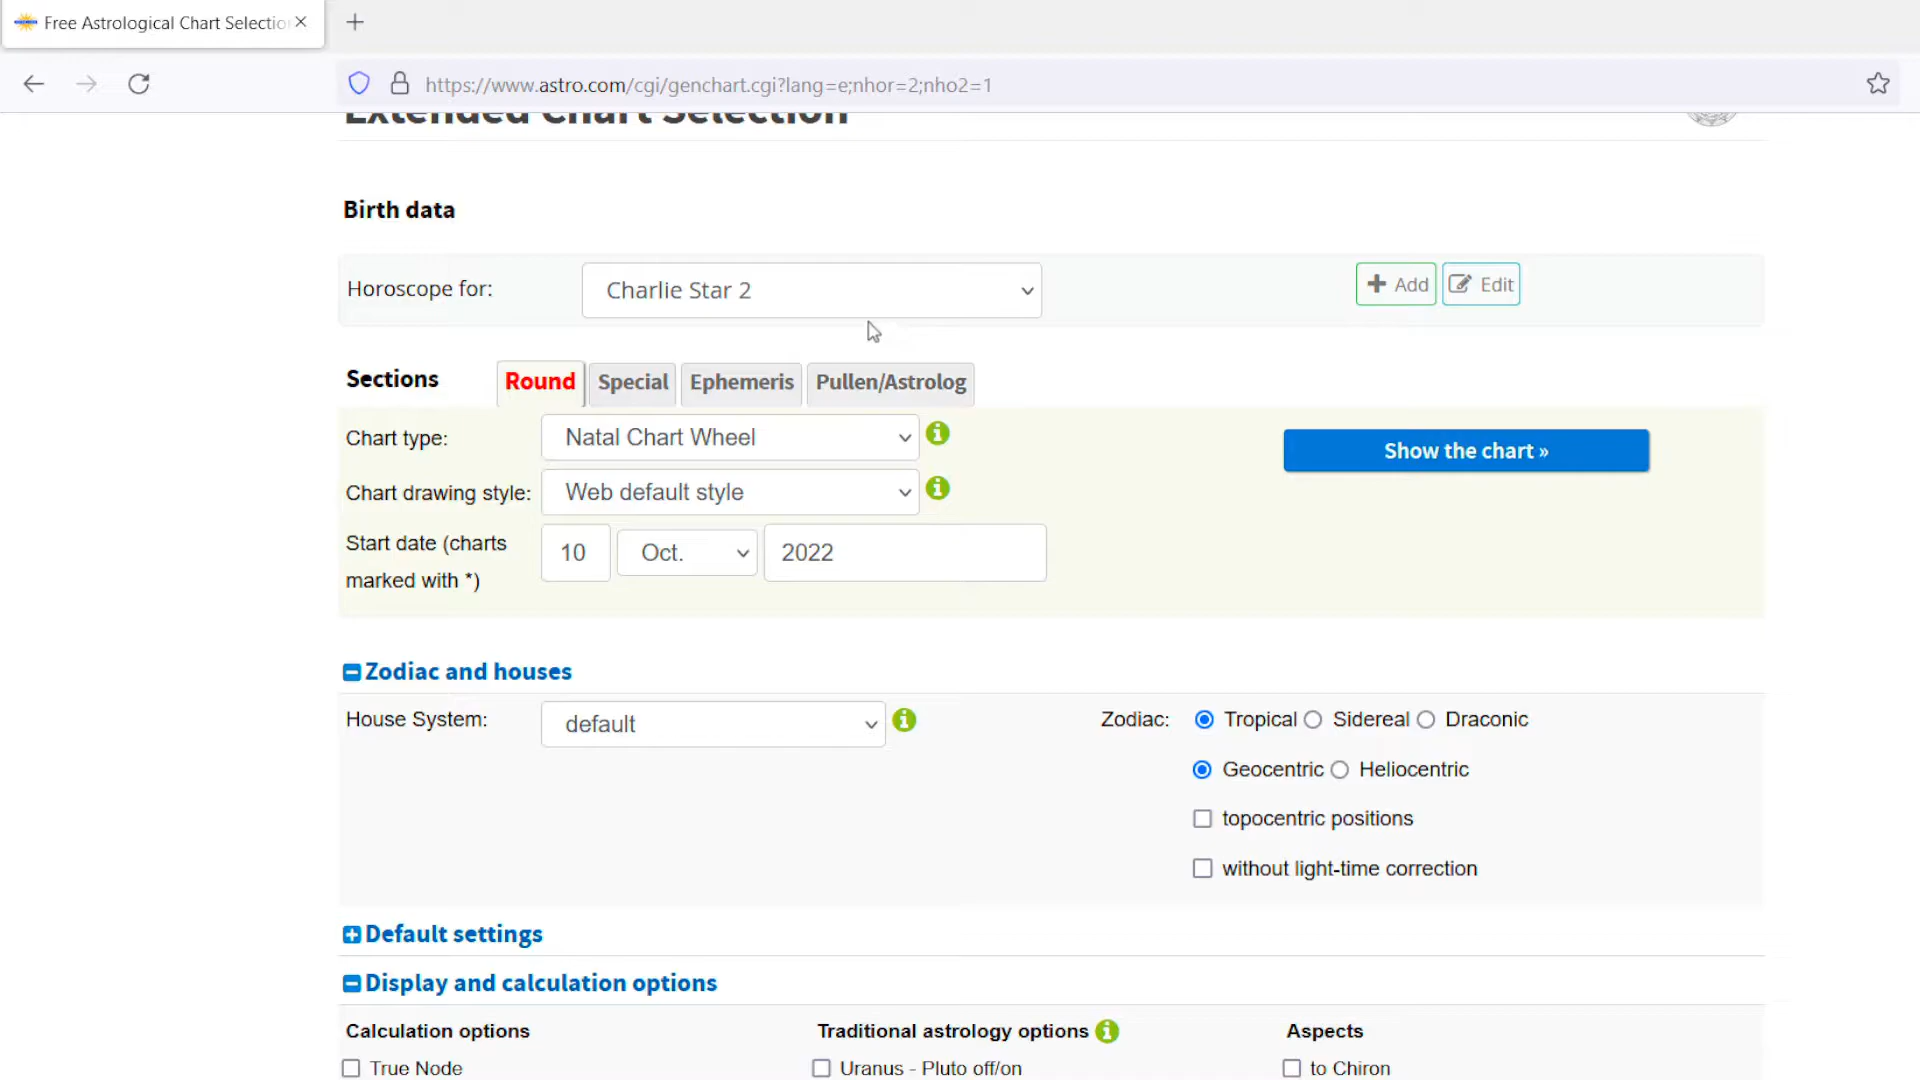 Free Astrological Chart Selectio
https://www.astro.com/cgi/genchart.cgi?lang=e;nhor=2;nho2=1
Extended Chart Selection
Birth data
Horoscope for:
Charlie Star 2
Add
Edit
Sections
Round
Special
Ephemeris
Pullen/Astrolog
Chart type:
Natal Chart Wheel
Show the chart »
Chart drawing style:
Web default style
Start date (charts
marked with *)
10
Oct.
2022
Zodiac and houses
House System:
default
Zodiac:
Tropical
Sidereal
Draconic
Geocentric
Heliocentric
topocentric positions
without light-time correction
Default settings
Display and calculation options
Calculation options
Traditional astrology options
Aspects
True Node
Uranus - Pluto off/on
to Chiron